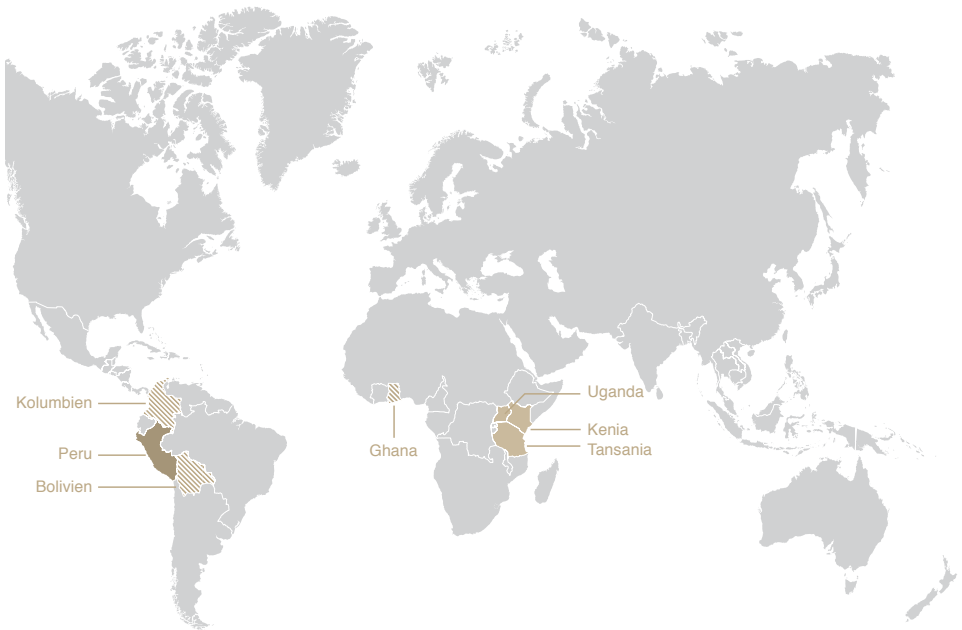 Kolumbien
Peru
Bolivien
Ghana
Uganda
Kenia
Tansania